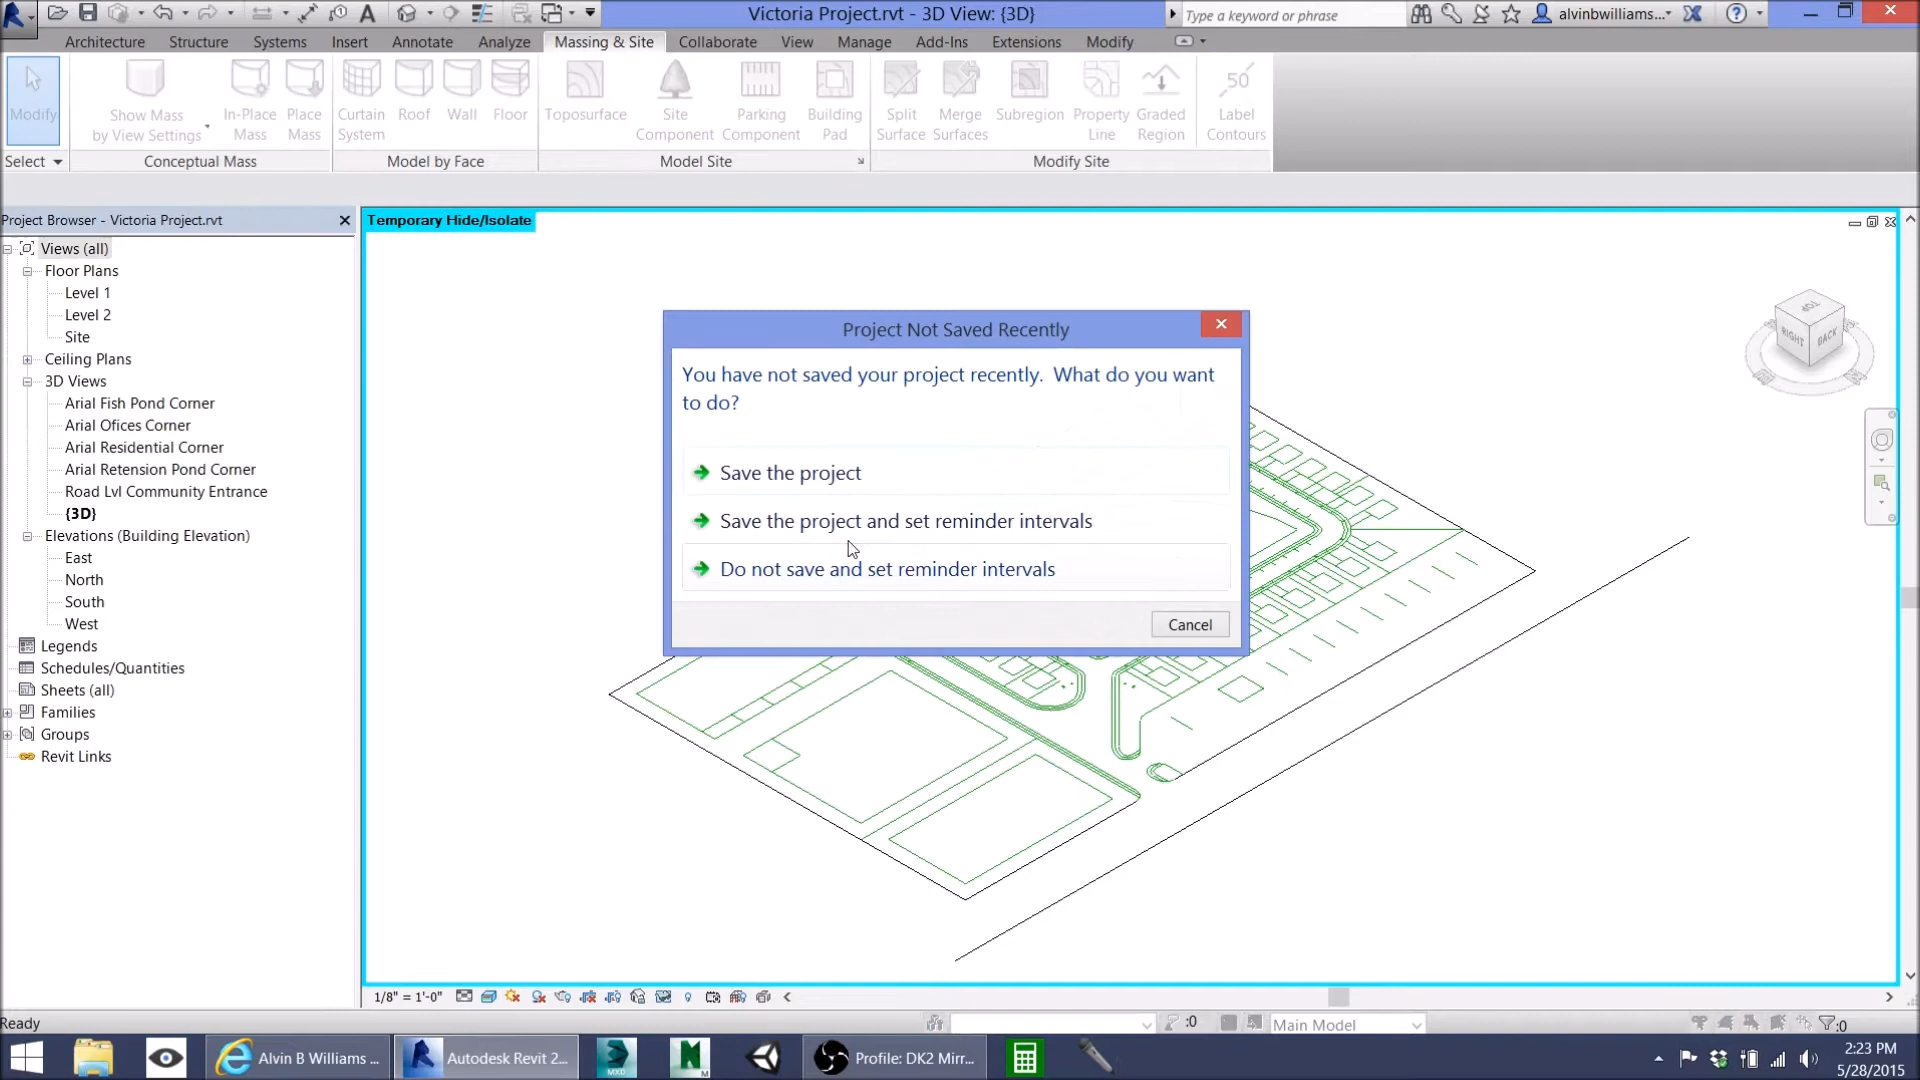 Victoria Project.rvt - 3D View: {3D}
Type a keyword or phrase
alvinbwilliams...
Architecture Structure Systems Insert Annotate Analyze Massing & Site Collaborate View Manage Add-Ins Extensions Modify
Modify
Show Mass
by View Settings
In-Place
Mass
Place
Mass
Curtain
System
Roof
Wall
Floor
Toposurface
Site
Component
Parking
Component
Building
Pad
Split
Surface
Merge
Surfaces
Subregion
Property
Line
Graded
Region
50
Label
Contours
Select
Conceptual Mass
Model by Face
Model Site
Modify Site
Project Browser - Victoria Project.rvt
Views (all)
Floor Plans
Level 1
Level 2
Site
Ceiling Plans
3D Views
Arial Fish Pond Corner
Arial Ofices Corner
Arial Residential Corner
Arial Retension Pond Corner
Road Lvl Community Entrance
{3D}
Elevations (Building Elevation)
East
North
South
West
Legends
Schedules/Quantities
Sheets (all)
Families
Groups
Revit Links
Temporary Hide/Isolate
TOP
RIGHT
BACK
Project Not Saved Recently
You have not saved your project recently. What do you want
to do?
Save the project
Save the project and set reminder intervals
Do not save and set reminder intervals
Cancel
1/8" = 1'-0"
Ready
:0
Main Model
:0
Alvin B Williams ...
Autodesk Revit 2...
MXD
M
Profile: DK2 Mirr...
2:23 PM
5/28/2015